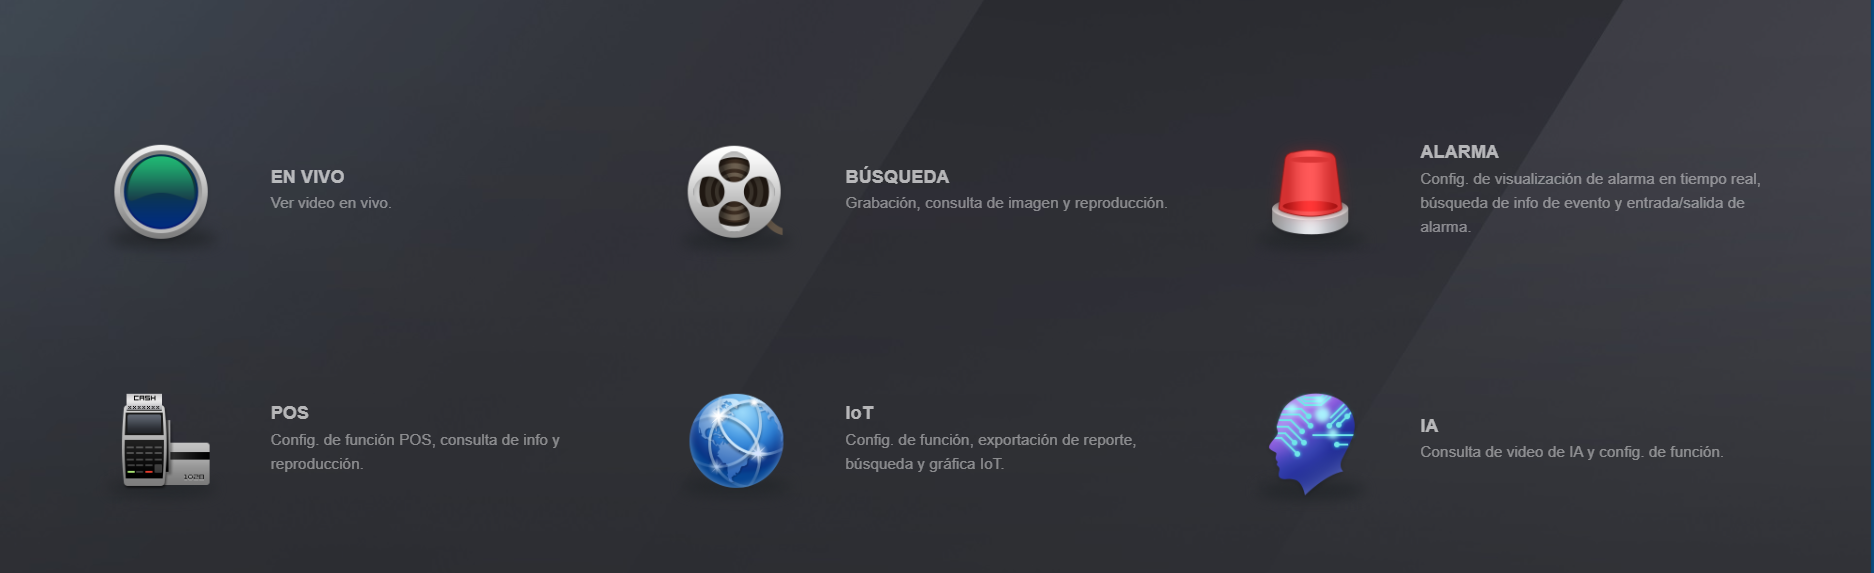 EN VIVO
Ver video en vivo.
BÚSQUEDA
Grabación, consulta de imagen y reproducción.
ALARMA
Config. de visualización de alarma en tiempo real,
búsqueda de info de evento y entrada/salida de
alarma.
CASH
XXXXXXX
POS
Config. de función POS, consulta de info y
reproducción.
IoT
Config. de función, exportación de reporte,
búsqueda y gráfica IoT.
IA
Consulta de video de IA y config. de función.